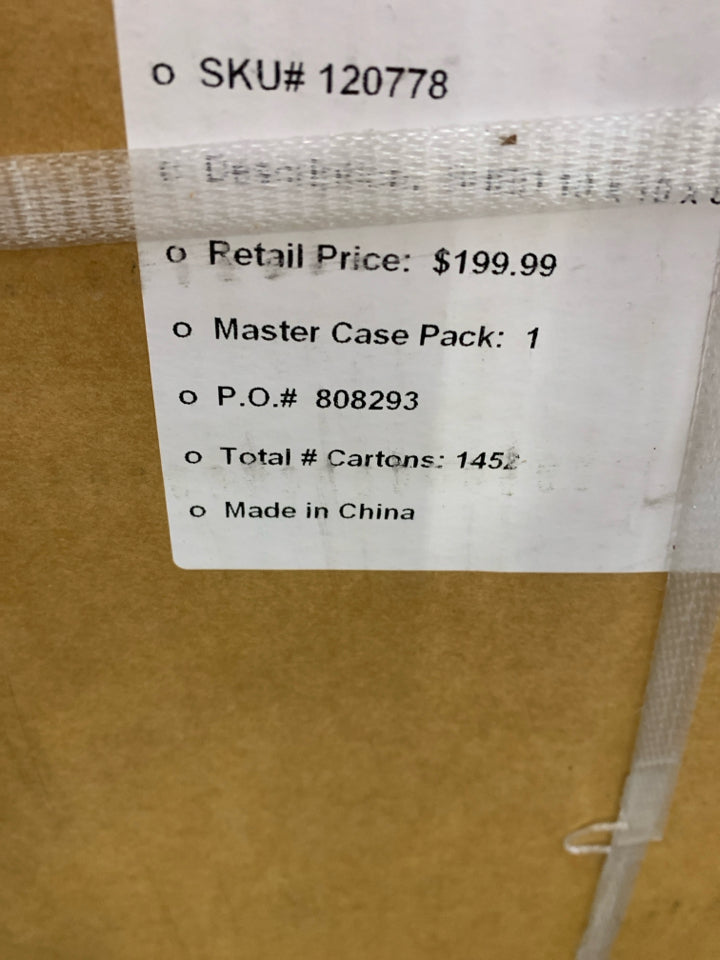 o SKU# 120778
o
o Retail Price: $199.99
o Master Case Pack: 1
o P.O.# 808293
o Total # Cartons: 1452
o Made in China